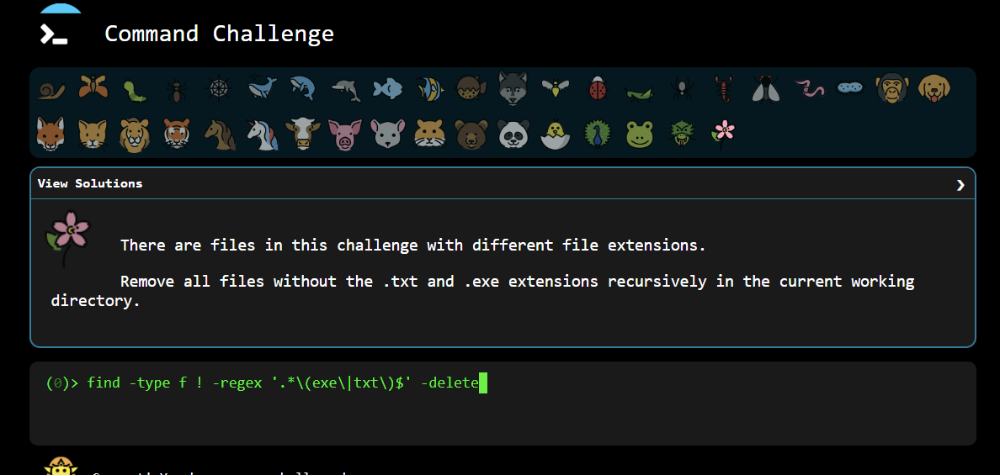 Command Challenge
View Solutions
There are files in this challenge with different file extensions.
Remove all files without the .txt and .exe extensions recursively in the current working
directory.
(0)> find -type f ! -regex '.*\(exe\|txt\)$' -delete